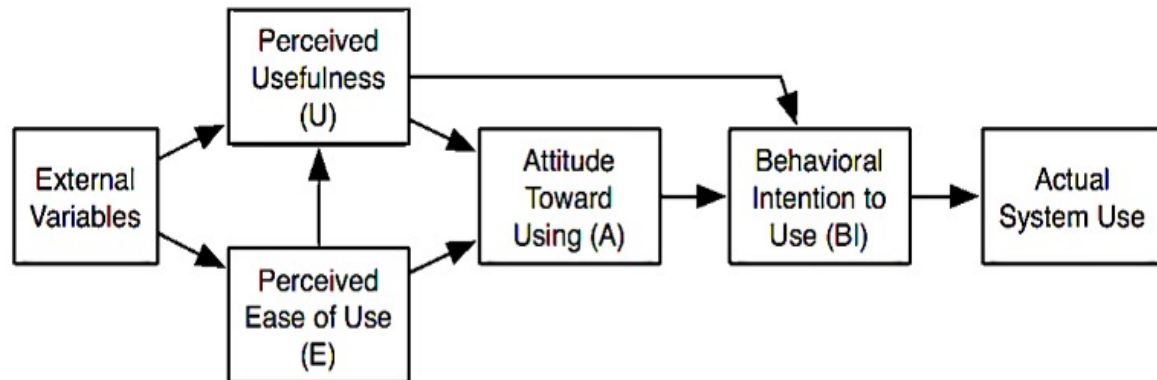 External
Variables
Perceived
Usefulness
(U)
Perceived
Ease of Use
(E)
Attitude
Toward
Using (A)
Behavioral
Intention to
Use (BI)
Actual
System Use